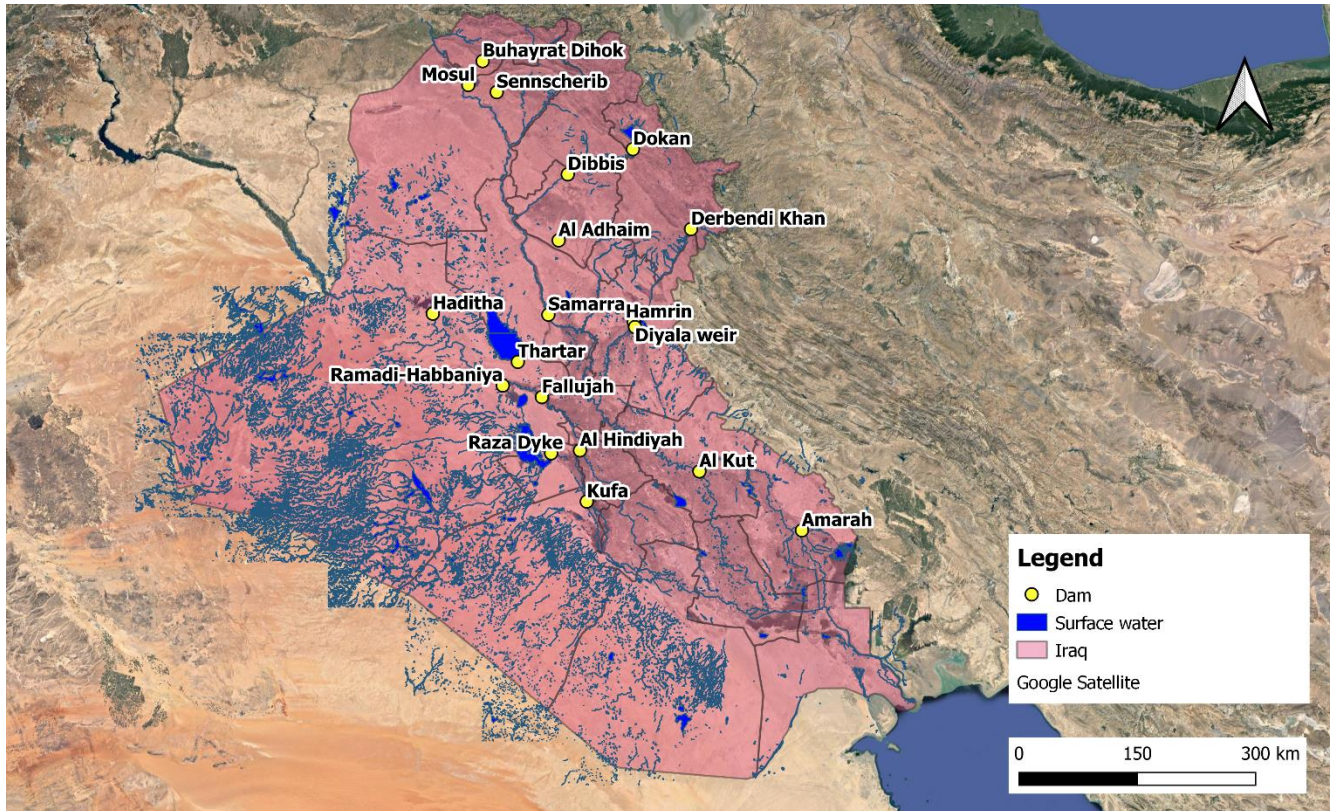 Buhayrat Dihok
Mosul
Sennscherib
Dokan
Dibbis
Derbendi Khan
Al Adhaim
Haditha
Samarra
Hamrin
Diyala weir
Thartar
Ramadi-Habbaniya
Fallujah
Raza Dyke
Al Hindiyah
Al Kut
Kufa
Amarah
Legend
Dam
Surface water
Iraq
Google Satellite
0 150 300 km